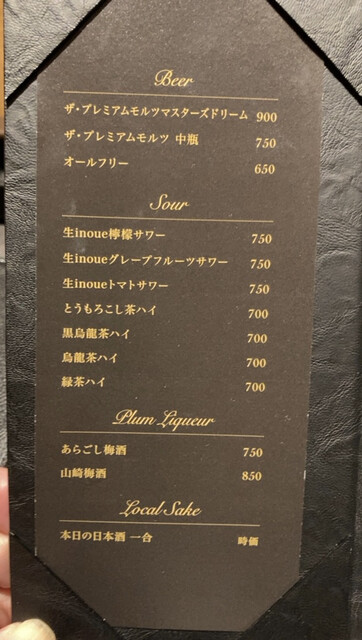 Beer
ザ・プレミアムモルツマスターズドリーム 900
ザ・プレミアムモルツ 中瓶 750
オールフリー 650
Sour
生inoue檸檬サワー 750
生inoueグレープフルーツサワー 750
生inoueトマトサワー 750
とうもろこし茶ハイ 700
黒烏龍茶ハイ 700
烏龍茶ハイ 700
緑茶ハイ 700
Plum Liqueur
あらごし梅酒 750
山崎梅酒 850
Local Sake
本日の日本酒 一合 時価